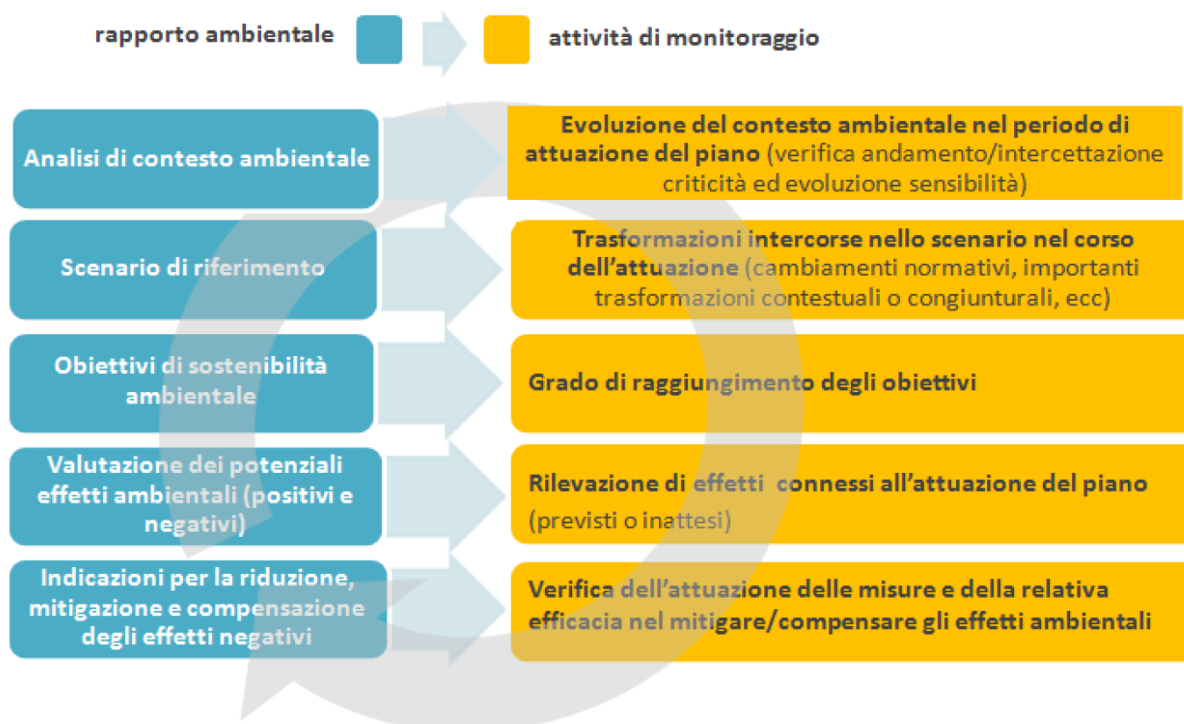 rapporto ambientale
attività di monitoraggio
Analisi di contesto ambientale
Evoluzione del contesto ambientale nel periodo di
attuazione del piano (verifica andamento/intercettazione
criticità ed evoluzione sensibilità)
Scenario di riferimento
Trasformazioni intercorse nello scenario nel corso
dell'attuazione (cambiamenti normativi, importanti
trasformazioni contestuali o congiunturali, ecc)
Obiettivi di sostenibilità
ambientale
Grado di raggiungimento degli obiettivi
Valutazione dei potenziali
effetti ambientali (positivi e
negativi)
Rilevazione di effetti connessi all'attuazione del piano
(previsti o inattesi)
Indicazioni per la riduzione,
mitigazione e compensazione
degli effetti negativi
Verifica dell'attuazione delle misure e della relativa
efficacia nel mitigare/compensare gli effetti ambientali